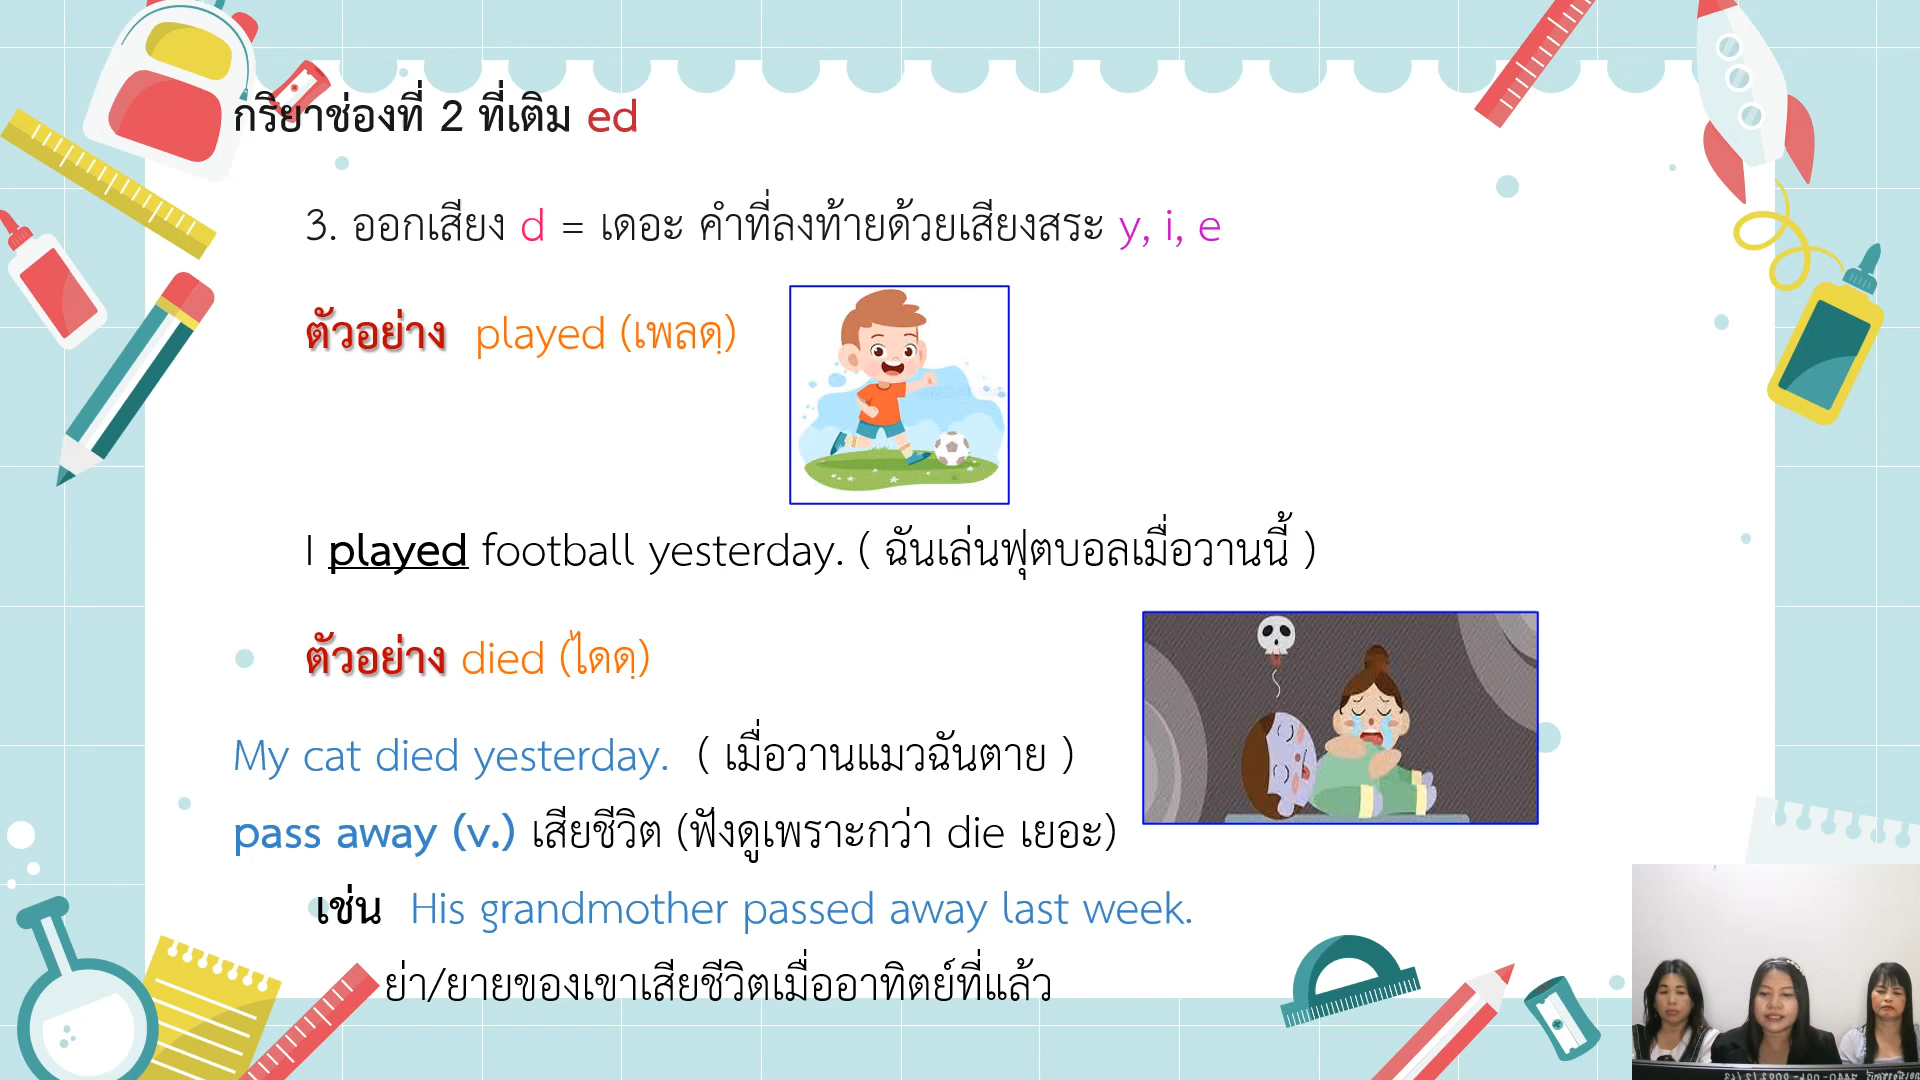 กริยาช่องที่ 2 ที่เติม ed
3. ออกเสียง d = เดอะ คำที่ลงท้ายด้วยเสียงสระ y, i, e
ตัวอย่าง played (เพลดฺ)
I played football yesterday. ( ฉันเล่นฟุตบอลเมื่อวานนี้ )
ตัวอย่าง died (ไดดฺ)
My cat died yesterday. ( เมื่อวานแมวฉันตาย )
pass away (v.) เสียชีวิต (ฟังดูเพราะกว่า die เยอะ)
เช่น His grandmother passed away last week.
ย่า/ยายของเขาเสียชีวิตเมื่ออาทิตย์ที่แล้ว